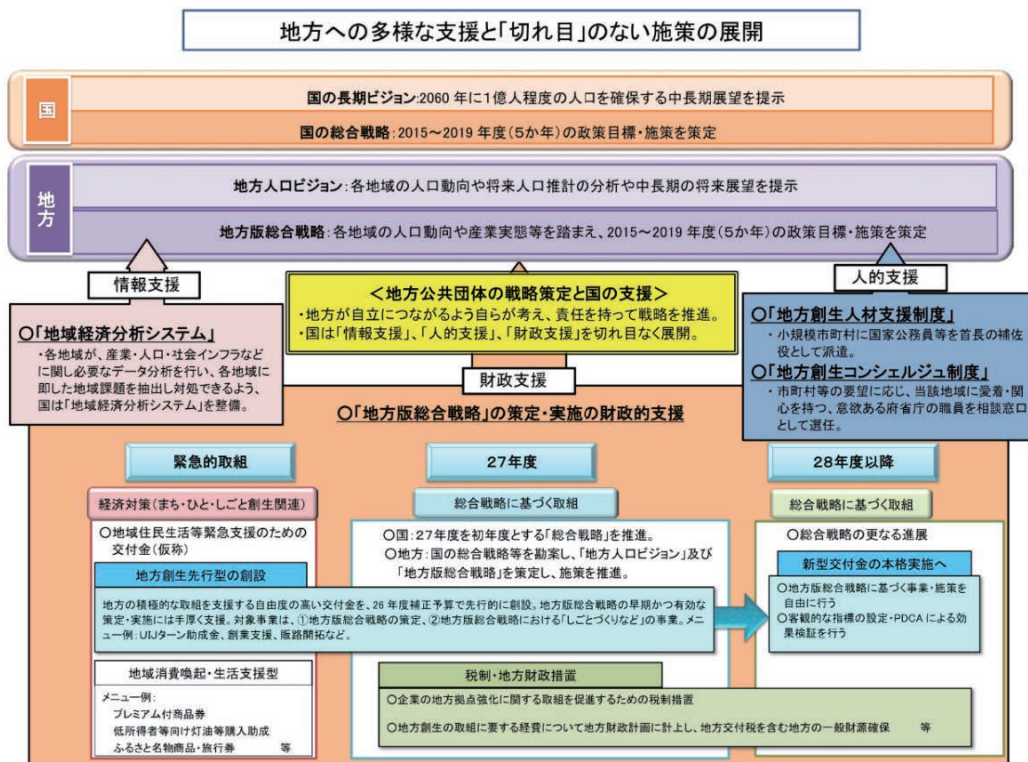 地方への多様な支援と「切れ目」のない施策の展開
国
国の長期ビジョン:2060年に1億人程度の人口を確保する中長期展望を提示
国の総合戦略:2015～2019年度(5か年)の政策目標・施策を策定
地方
地方人口ビジョン:各地域の人口動向や将来人口推計の分析や中長期の将来展望を提示
地方版総合戦略:各地域の人口動向や産業実態等を踏まえ、2015～2019年度(5か年)の政策目標・施策を策定
情報支援
○「地域経済分析システム」
・各地域が、産業・人口・社会インフラなど
に関し必要なデータ分析を行い、各地域に
即した地域課題を抽出し対処できるよう、
国は「地域経済分析システム」を整備。
＜地方公共団体の戦略策定と国の支援＞
・地方が自立につながるよう自らが考え、責任を持って戦略を推進。
・国は「情報支援」、「人的支援」、「財政支援」を切れ目なく展開。
人的支援
○「地方創生人材支援制度」
・小規模市町村に国家公務員等を首長の補佐
役として派遣。
○「地方創生コンシェルジュ制度」
・市町村等の要望に応じ、当該地域に愛着・関
心を持つ、意欲ある府省庁の職員を相談窓口
として選任。
財政支援
○「地方版総合戦略」の策定・実施の財政的支援
緊急的取組
経済対策(まち・ひと・しごと創生関連)
○地域住民生活等緊急支援のための
交付金(仮称)
地方創生先行型の創設
地方の積極的な取組を支援する自由度の高い交付金を、26年度補正予算で先行的に創設。地方版総合戦略の早期かつ有効な
策定・実施には手厚く支援。対象事業は、①地方版総合戦略の策定、②地方版総合戦略における「しごとづくりなど」の事業。メニ
ュー例:UIJターン助成金、創業支援、販路開拓など。
地域消費喚起・生活支援型
メニュー例:
プレミアム付商品券
低所得者等向け灯油等購入助成
ふるさと名物商品・旅行券 等
27年度
総合戦略に基づく取組
○国:27年度を初年度とする「総合戦略」を推進。
○地方:国の総合戦略等を勘案し、「地方人口ビジョン」及び
「地方版総合戦略」を策定し、施策を推進。
税制・地方財政措置
○企業の地方拠点強化に関する取組を促進するための税制措置
○地方創生の取組に要する経費について地方財政計画に計上し、地方交付税を含む地方の一般財源確保 等
28年度以降
総合戦略に基づく取組
○総合戦略の更なる進展
新型交付金の本格実施へ
○地方版総合戦略に基づく事業・施策を
自由に行う
○客観的な指標の設定・PDCAによる効
果検証を行う